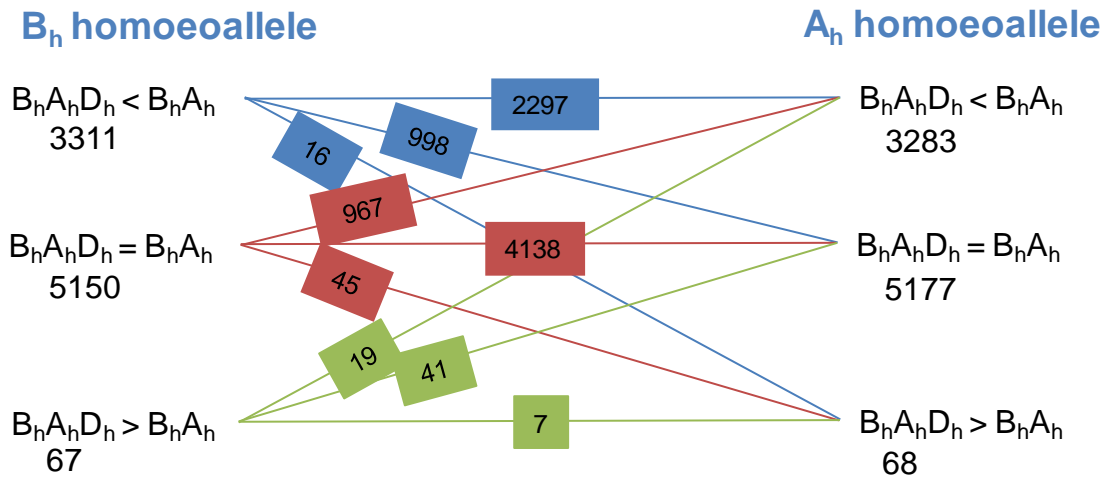 Bh homoeoallele
Ah homoeoallele
BhAhDh < BhAh
3311
2297
BhAhDh < BhAh
3283
16
998
967
BhAhDh = BhAh
5150
4138
BhAhDh = BhAh
5177
45
19
41
BhAhDh > BhAh
67
7
BhAhDh > BhAh
68